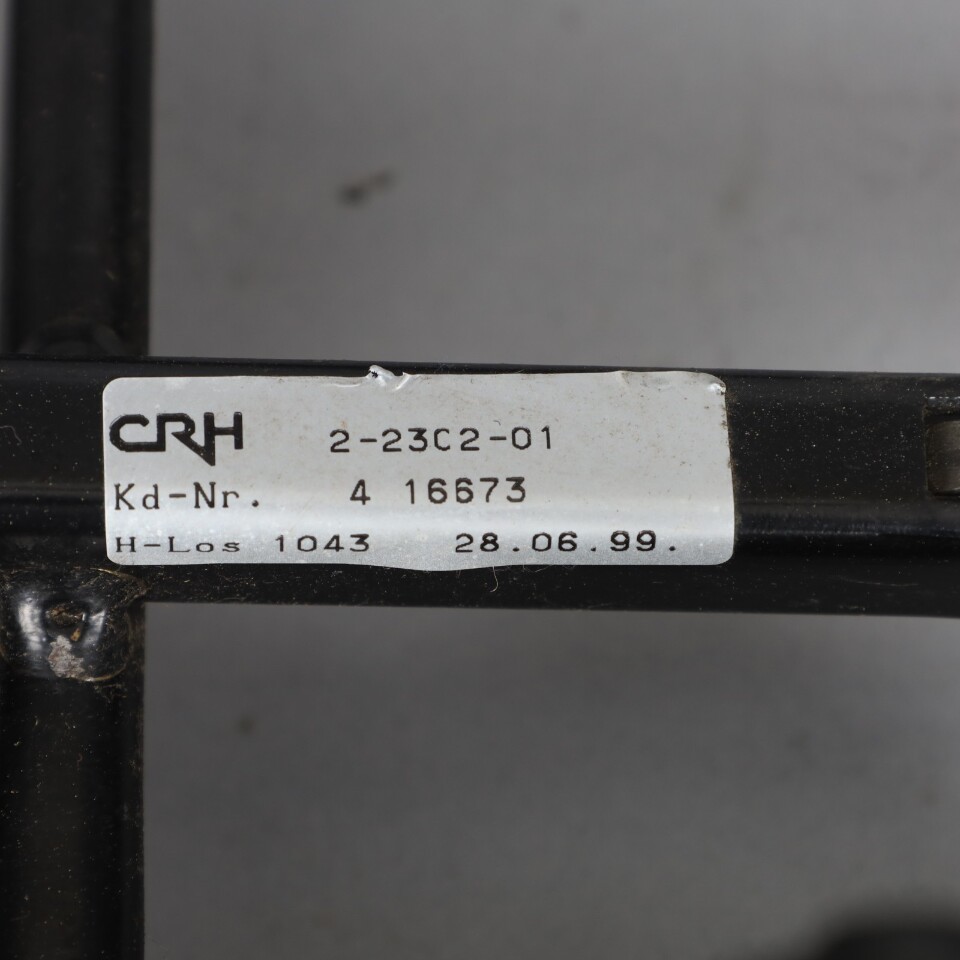 CRH 2-23C2-01
Kd-Nr. 4 16673
H-Los 1043 28.06.99.